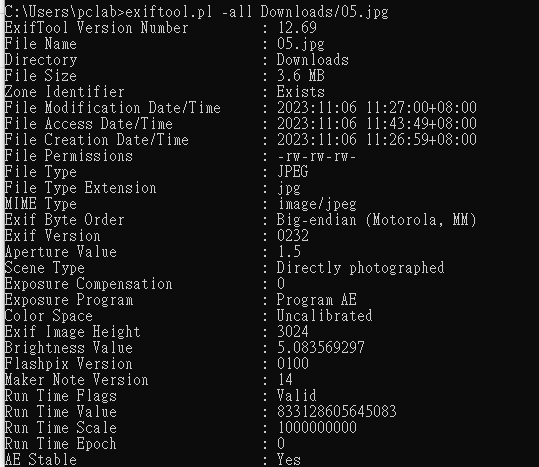 C:\Users\pclab>exiftool.pl -all Downloads/05.jpg
ExifTool Version Number : 12.69
File Name : 05.jpg
Directory : Downloads
File Size : 3.6 MB
Zone Identifier : Exists
File Modification Date/Time : 2023:11:06 11:27:00+08:00
File Access Date/Time : 2023:11:06 11:43:49+08:00
File Creation Date/Time : 2023:11:06 11:26:59+08:00
File Permissions : -rw-rw-rw-
File Type : JPEG
File Type Extension : jpg
MIME Type : image/jpeg
Exif Byte Order : Big-endian (Motorola, MM)
Exif Version : 0232
Aperture Value : 1.5
Scene Type : Directly photographed
Exposure Compensation : 0
Exposure Program : Program AE
Color Space : Uncalibrated
Exif Image Height : 3024
Brightness Value : 5.083569297
Flashpix Version : 0100
Maker Note Version : 14
Run Time Flags : Valid
Run Time Value : 833128605645083
Run Time Scale : 1000000000
Run Time Epoch : 0
AE Stable : Yes